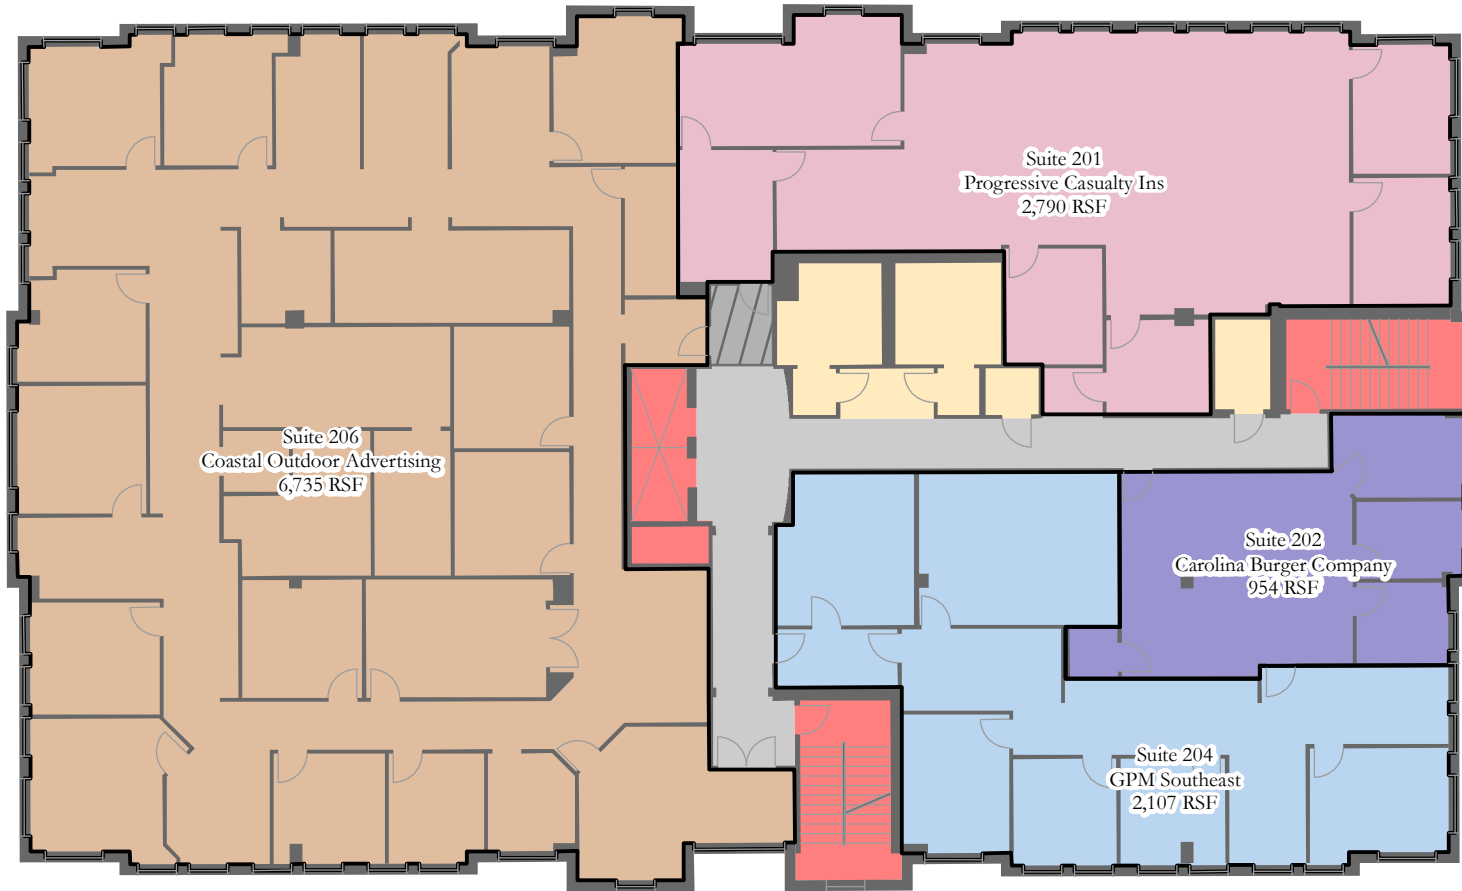 Suite 201
Progressive Casualty Ins
2,790 RSF
Suite 206
Coastal Outdoor Advertising
6,735 RSF
Suite 202
Carolina Burger Company
954 RSF
Suite 204
GPM Southeast
2,107 RSF